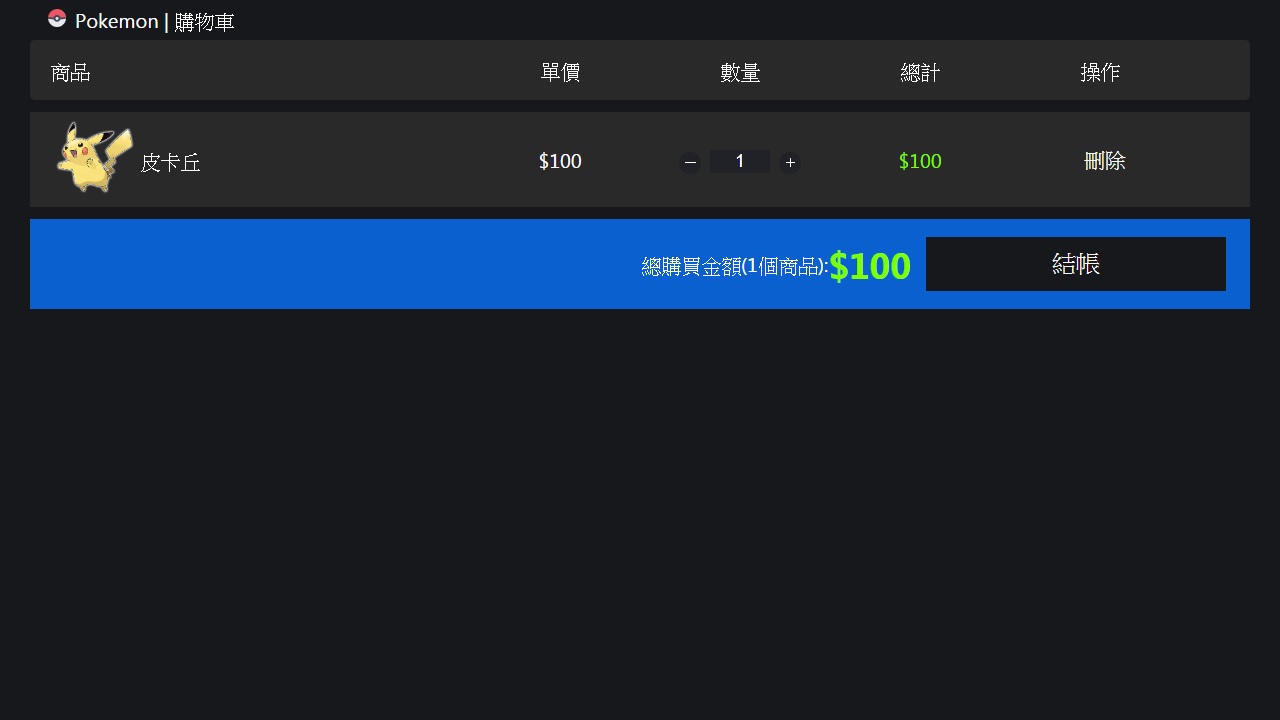 Pokemon | 購物車
商品 單價 數量 總計 操作
皮卡丘 $100 − 1 + $100 刪除
總購買金額(1個商品):$100 結帳